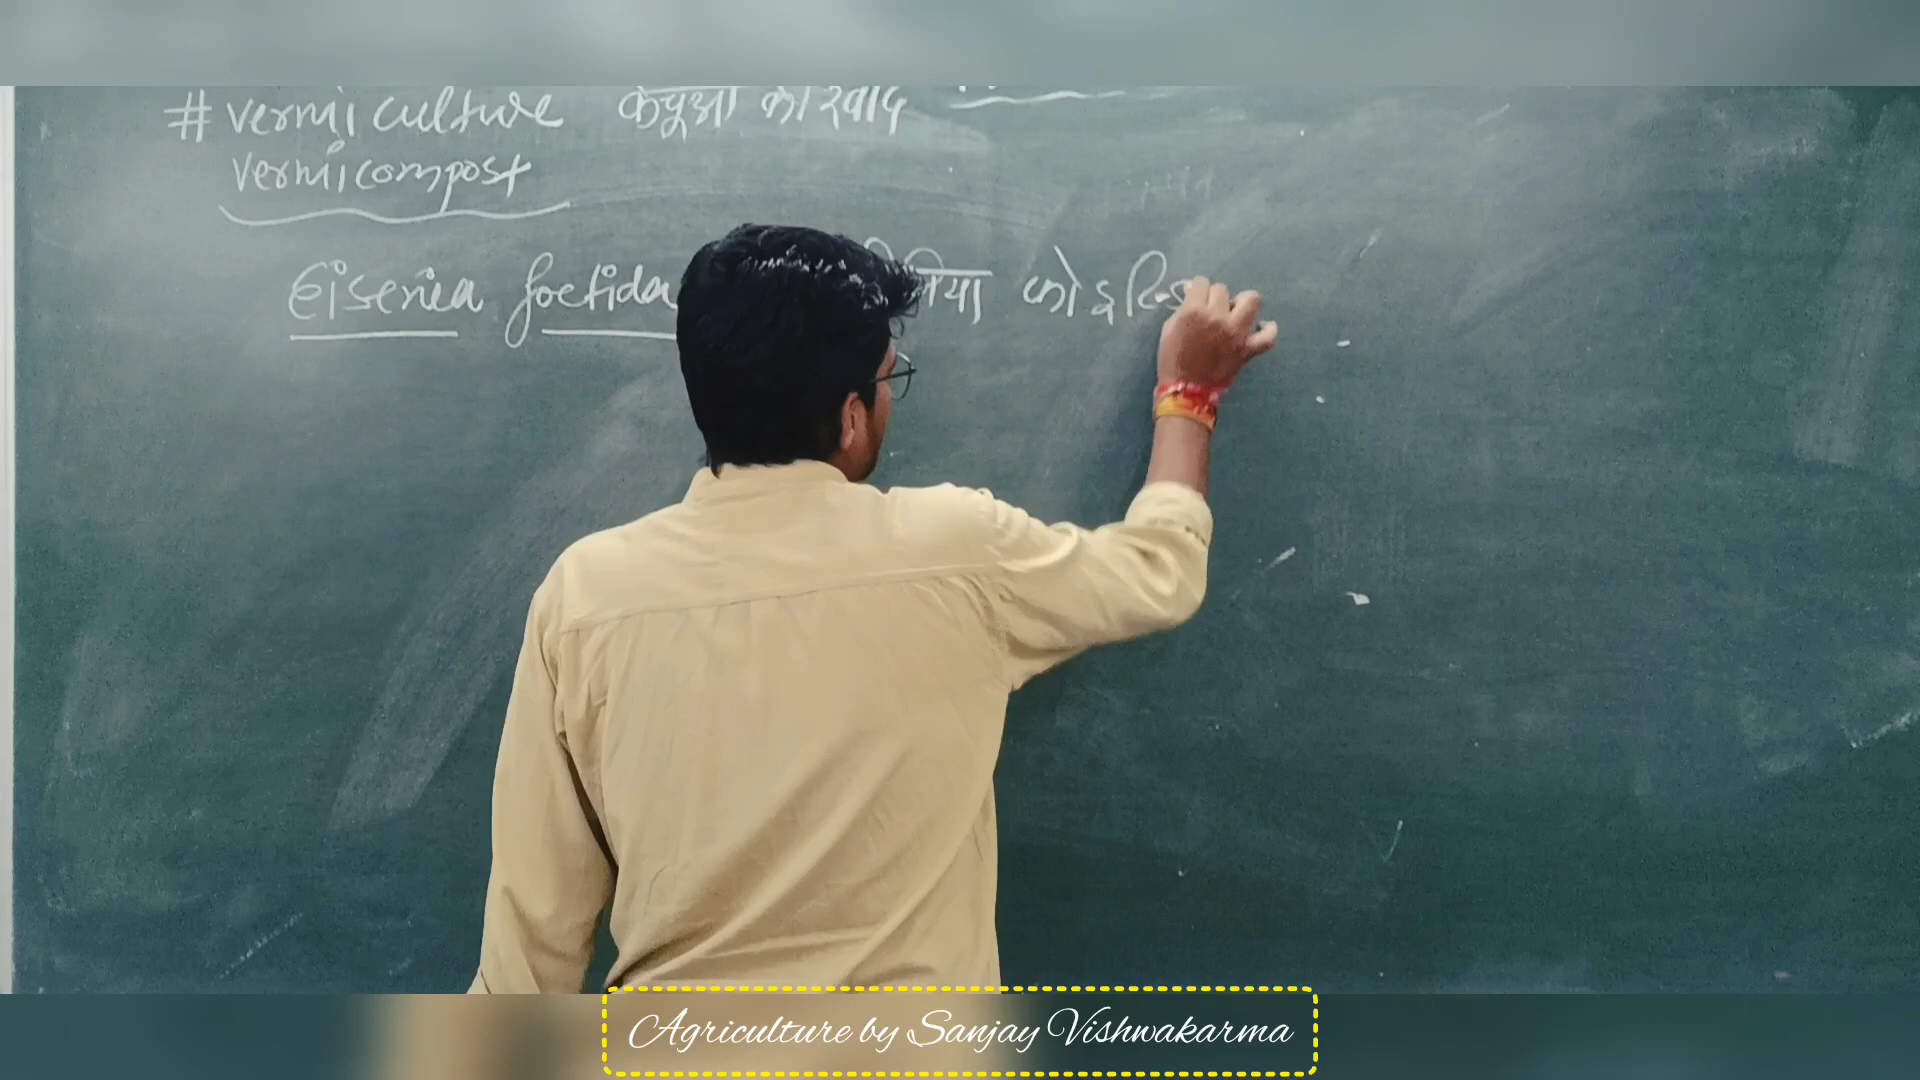 # vermiculture केंचुआ की खाद
vermicompost
Eisenia foetida
Agriculture by Sanjay Vishwakarma